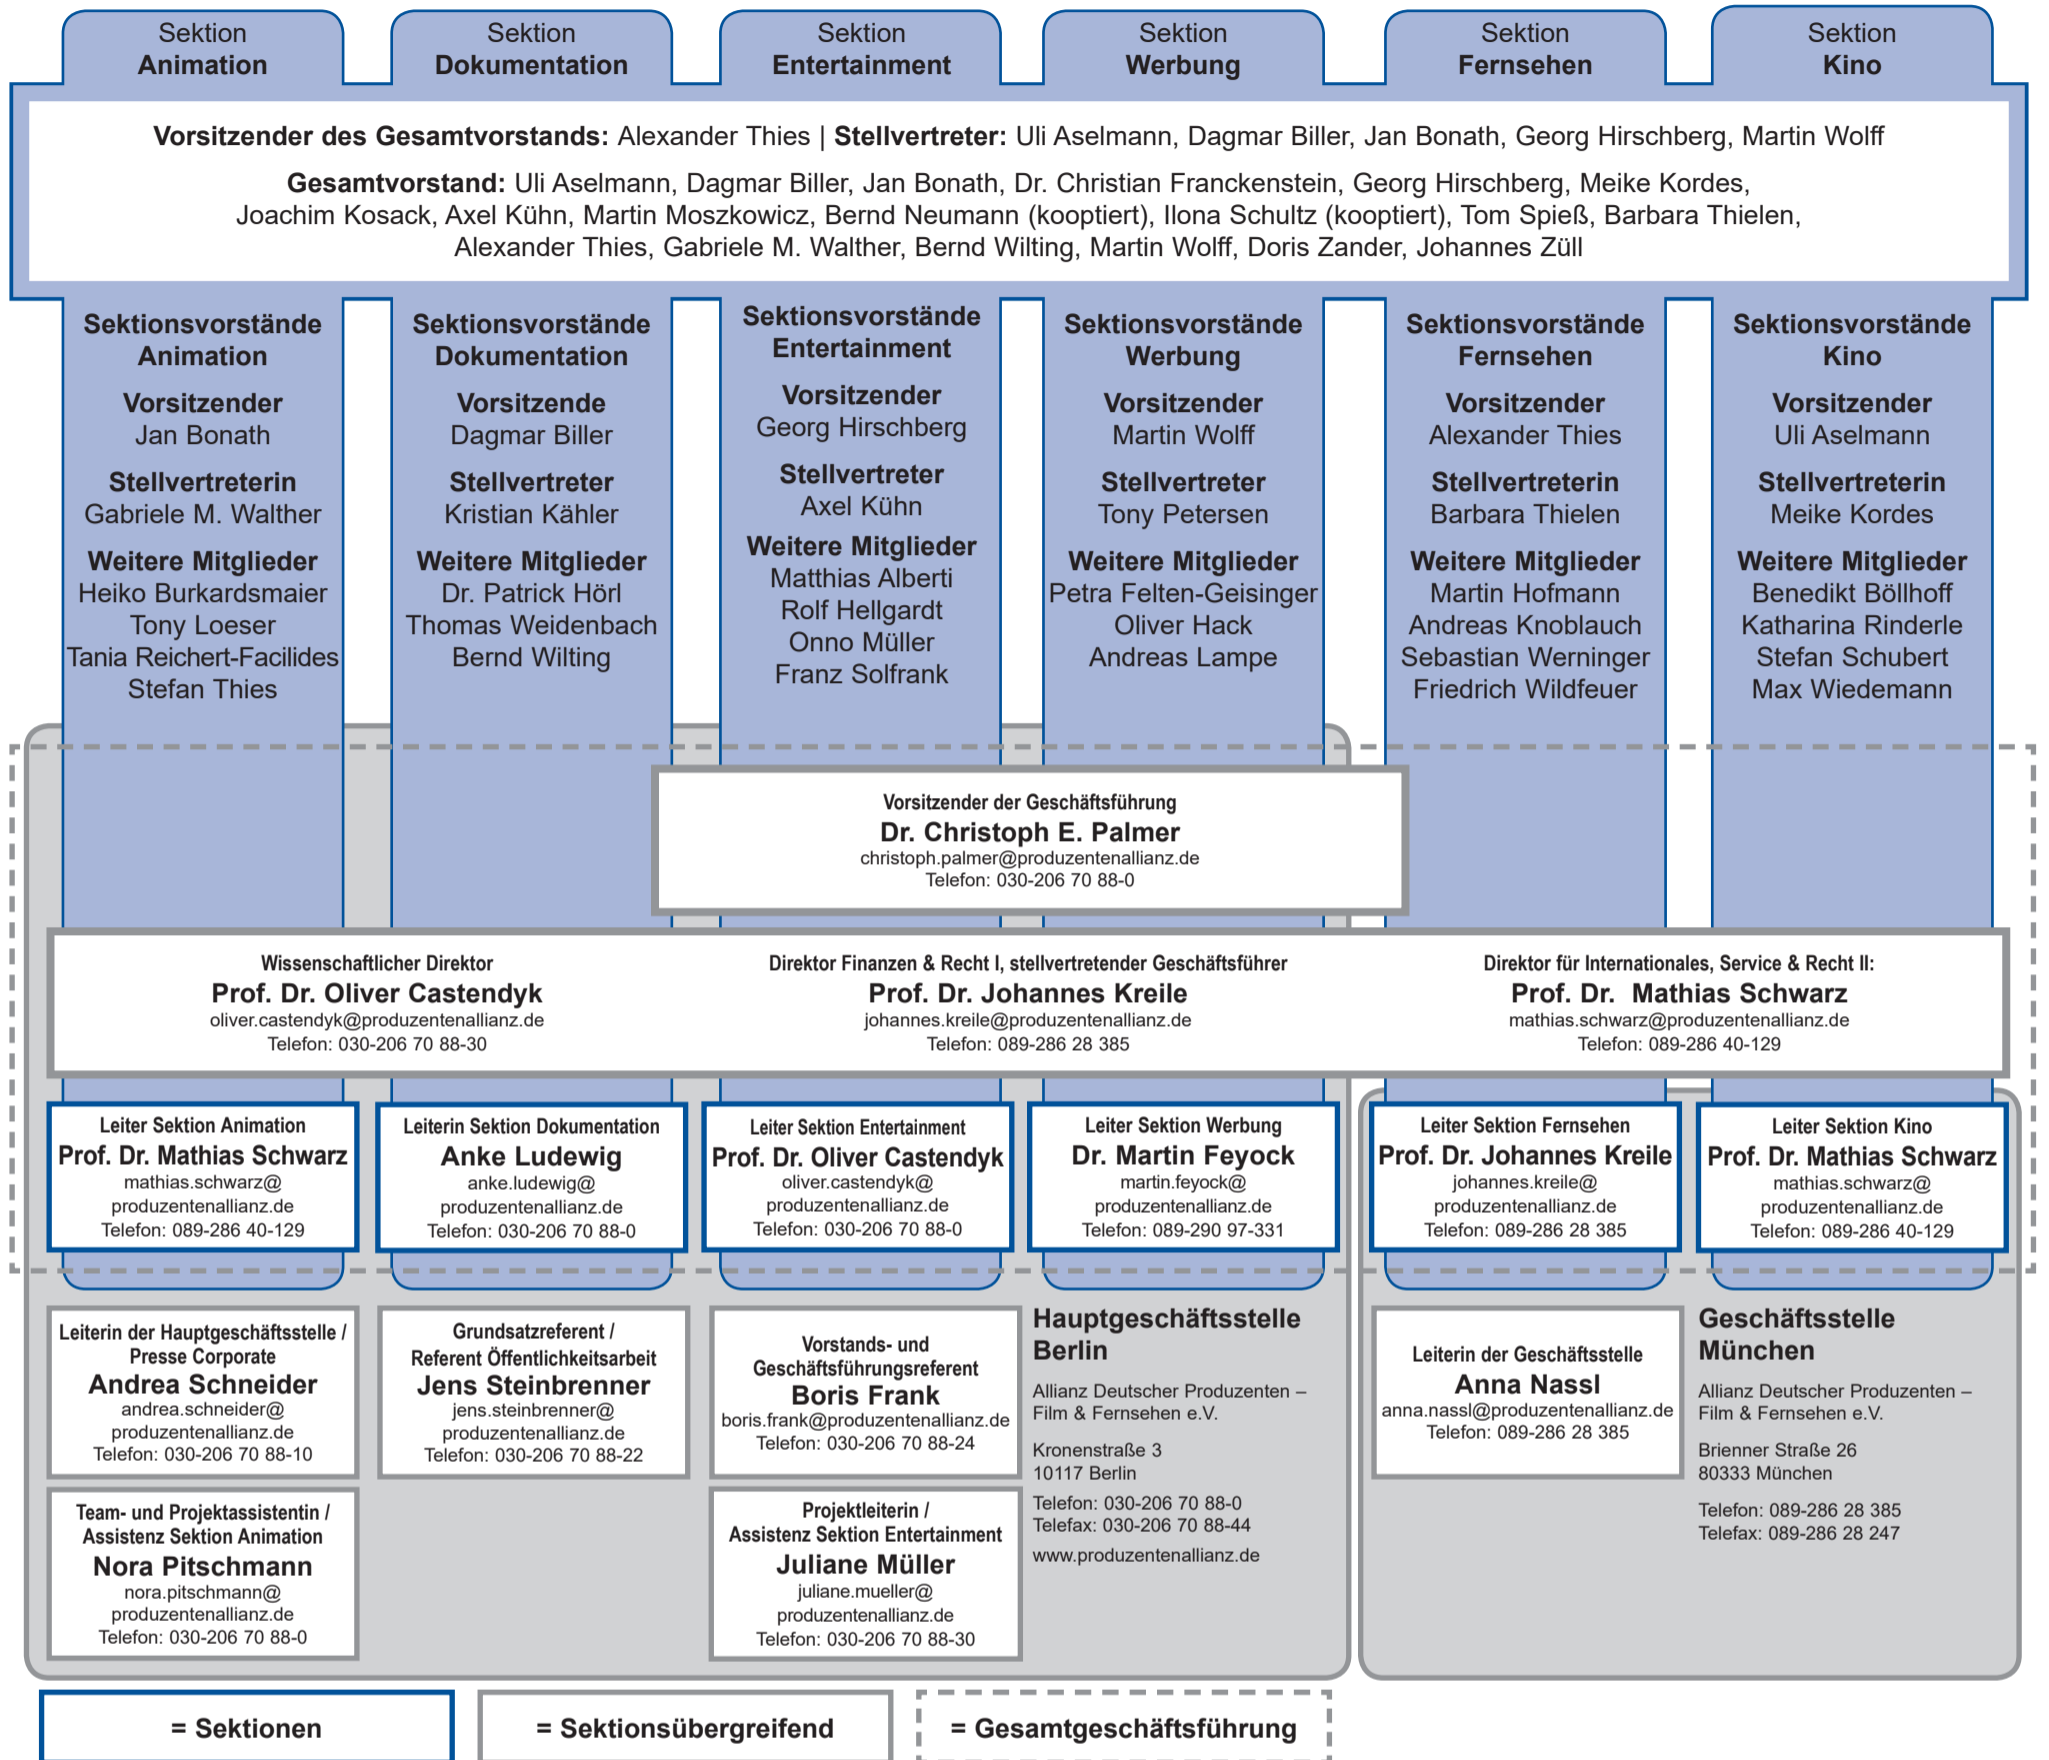 Sektion
Animation
Sektion
Dokumentation
Sektion
Entertainment
Sektion
Werbung
Sektion
Fernsehen
Sektion
Kino
Vorsitzender des Gesamtvorstands: Alexander Thies | Stellvertreter: Uli Aselmann, Dagmar Biller, Jan Bonath, Georg Hirschberg, Martin Wolff
Gesamtvorstand: Uli Aselmann, Dagmar Biller, Jan Bonath, Dr. Christian Franckenstein, Georg Hirschberg, Meike Kordes,
Joachim Kosack, Axel Kühn, Martin Moszkowicz, Bernd Neumann (kooptiert), Ilona Schultz (kooptiert), Tom Spieß, Barbara Thielen,
Alexander Thies, Gabriele M. Walther, Bernd Wilting, Martin Wolff, Doris Zander, Johannes Züll
Sektionsvorstände
Animation
Vorsitzender
Jan Bonath
Stellvertreterin
Gabriele M. Walther
Weitere Mitglieder
Heiko Burkardsmaier
Tony Loeser
Tania Reichert-Facilides
Stefan Thies
Sektionsvorstände
Dokumentation
Vorsitzende
Dagmar Biller
Stellvertreter
Kristian Kähler
Weitere Mitglieder
Dr. Patrick Hörl
Thomas Weidenbach
Bernd Wilting
Sektionsvorstände
Entertainment
Vorsitzender
Georg Hirschberg
Stellvertreter
Axel Kühn
Weitere Mitglieder
Matthias Alberti
Rolf Hellgardt
Onno Müller
Franz Solfrank
Sektionsvorstände
Werbung
Vorsitzender
Martin Wolff
Stellvertreter
Tony Petersen
Weitere Mitglieder
Petra Felten-Geisinger
Oliver Hack
Andreas Lampe
Sektionsvorstände
Fernsehen
Vorsitzender
Alexander Thies
Stellvertreterin
Barbara Thielen
Weitere Mitglieder
Martin Hofmann
Andreas Knoblauch
Sebastian Werninger
Friedrich Wildfeuer
Sektionsvorstände
Kino
Vorsitzender
Uli Aselmann
Stellvertreterin
Meike Kordes
Weitere Mitglieder
Benedikt Böllhoff
Katharina Rinderle
Stefan Schubert
Max Wiedemann
Vorsitzender der Geschäftsführung
Dr. Christoph E. Palmer
christoph.palmer@produzentenallianz.de
Telefon: 030-206 70 88-0
Wissenschaftlicher Direktor
Prof. Dr. Oliver Castendyk
oliver.castendyk@produzentenallianz.de
Telefon: 030-206 70 88-30
Direktor Finanzen & Recht I, stellvertretender Geschäftsführer
Prof. Dr. Johannes Kreile
johannes.kreile@produzentenallianz.de
Telefon: 089-286 28 385
Direktor für Internationales, Service & Recht II:
Prof. Dr. Mathias Schwarz
mathias.schwarz@produzentenallianz.de
Telefon: 089-286 40-129
Leiter Sektion Animation
Prof. Dr. Mathias Schwarz
mathias.schwarz@
produzentenallianz.de
Telefon: 089-286 40-129
Leiterin Sektion Dokumentation
Anke Ludewig
anke.ludewig@
produzentenallianz.de
Telefon: 030-206 70 88-0
Leiter Sektion Entertainment
Prof. Dr. Oliver Castendyk
oliver.castendyk@
produzentenallianz.de
Telefon: 030-206 70 88-0
Leiter Sektion Werbung
Dr. Martin Feyock
martin.feyock@
produzentenallianz.de
Telefon: 089-290 97-331
Leiter Sektion Fernsehen
Prof. Dr. Johannes Kreile
johannes.kreile@
produzentenallianz.de
Telefon: 089-286 28 385
Leiter Sektion Kino
Prof. Dr. Mathias Schwarz
mathias.schwarz@
produzentenallianz.de
Telefon: 089-286 40-129
Leiterin der Hauptgeschäftsstelle /
Presse Corporate
Andrea Schneider
andrea.schneider@
produzentenallianz.de
Telefon: 030-206 70 88-10
Grundsatzreferent /
Referent Öffentlichkeitsarbeit
Jens Steinbrenner
jens.steinbrenner@
produzentenallianz.de
Telefon: 030-206 70 88-22
Vorstands- und
Geschäftsführungsreferent
Boris Frank
boris.frank@produzentenallianz.de
Telefon: 030-206 70 88-24
Hauptgeschäftsstelle
Berlin
Allianz Deutscher Produzenten –
Film & Fernsehen e.V.
Kronenstraße 3
10117 Berlin
Telefon: 030-206 70 88-0
Telefax: 030-206 70 88-44
www.produzentenallianz.de
Leiterin der Geschäftsstelle
Anna Nassl
anna.nassl@produzentenallianz.de
Telefon: 089-286 28 385
Geschäftsstelle
München
Allianz Deutscher Produzenten –
Film & Fernsehen e.V.
Brienner Straße 26
80333 München
Telefon: 089-286 28 385
Telefax: 089-286 28 247
Team- und Projektassistentin /
Assistenz Sektion Animation
Nora Pitschmann
nora.pitschmann@
produzentenallianz.de
Telefon: 030-206 70 88-0
Projektleiterin /
Assistenz Sektion Entertainment
Juliane Müller
juliane.mueller@
produzentenallianz.de
Telefon: 030-206 70 88-30
= Sektionen
= Sektionsübergreifend
= Gesamtgeschäftsführung